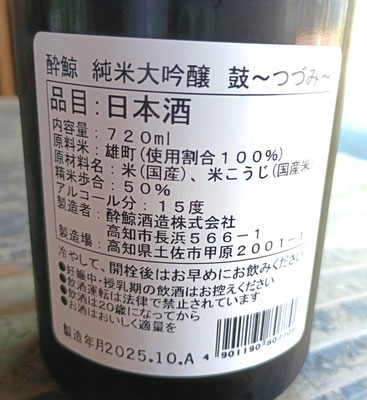 酔鯨 純米大吟醸 鼓～つづみ～
品目：日本酒
内容量：720ml
原料米：雄町(使用割合100%)
原材料名：米(国産)、米こうじ(国産米)
精米歩合：50%
アルコール分：15度
製造者：酔鯨酒造株式会社
高知市長浜566-1
製造場：高知県土佐市甲原2001-1
冷やして、開栓後はお早めにお飲みください
●妊娠中・授乳期の飲酒はお控えください
●飲酒運転は法律で禁止されています
●飲酒は20歳になってから
●お酒はおいしく適量を
製造年月2025.10.A
4 901190 80